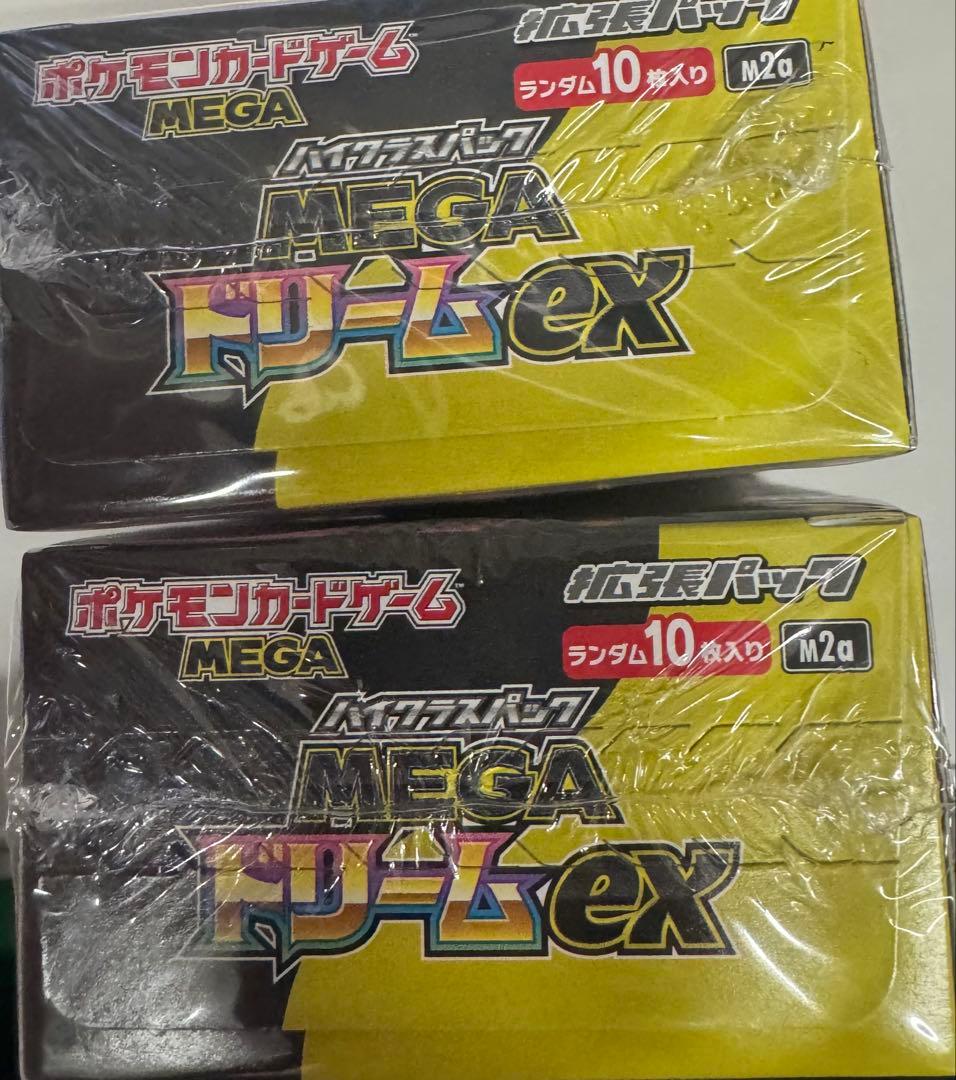 ポケモンカードゲーム
MEGA
拡張パック
ランダム10枚入り
M2a
ハイクラスパック
MEGA
ドリームex
ポケモンカードゲーム™
MEGA
拡張パック
ランダム10枚入り
M2a
ハイクラスパック
MEGA
ドリームex